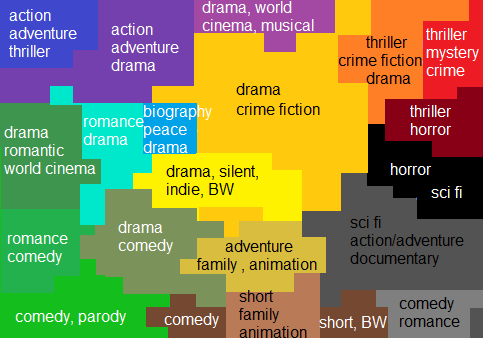 action
adventure
thriller
action
adventure
drama
drama, world
cinema, musical
thriller
crime fiction
drama
thriller
mystery
crime
drama
crime fiction
thriller
horror
drama
romantic
world cinema
romance
drama
biography
peace
drama
drama, silent,
indie, BW
horror
sci fi
romance
comedy
drama
comedy
adventure
family , animation
sci fi
action/adventure
documentary
comedy, parody
comedy
short
family
animation
short, BW
comedy
romance